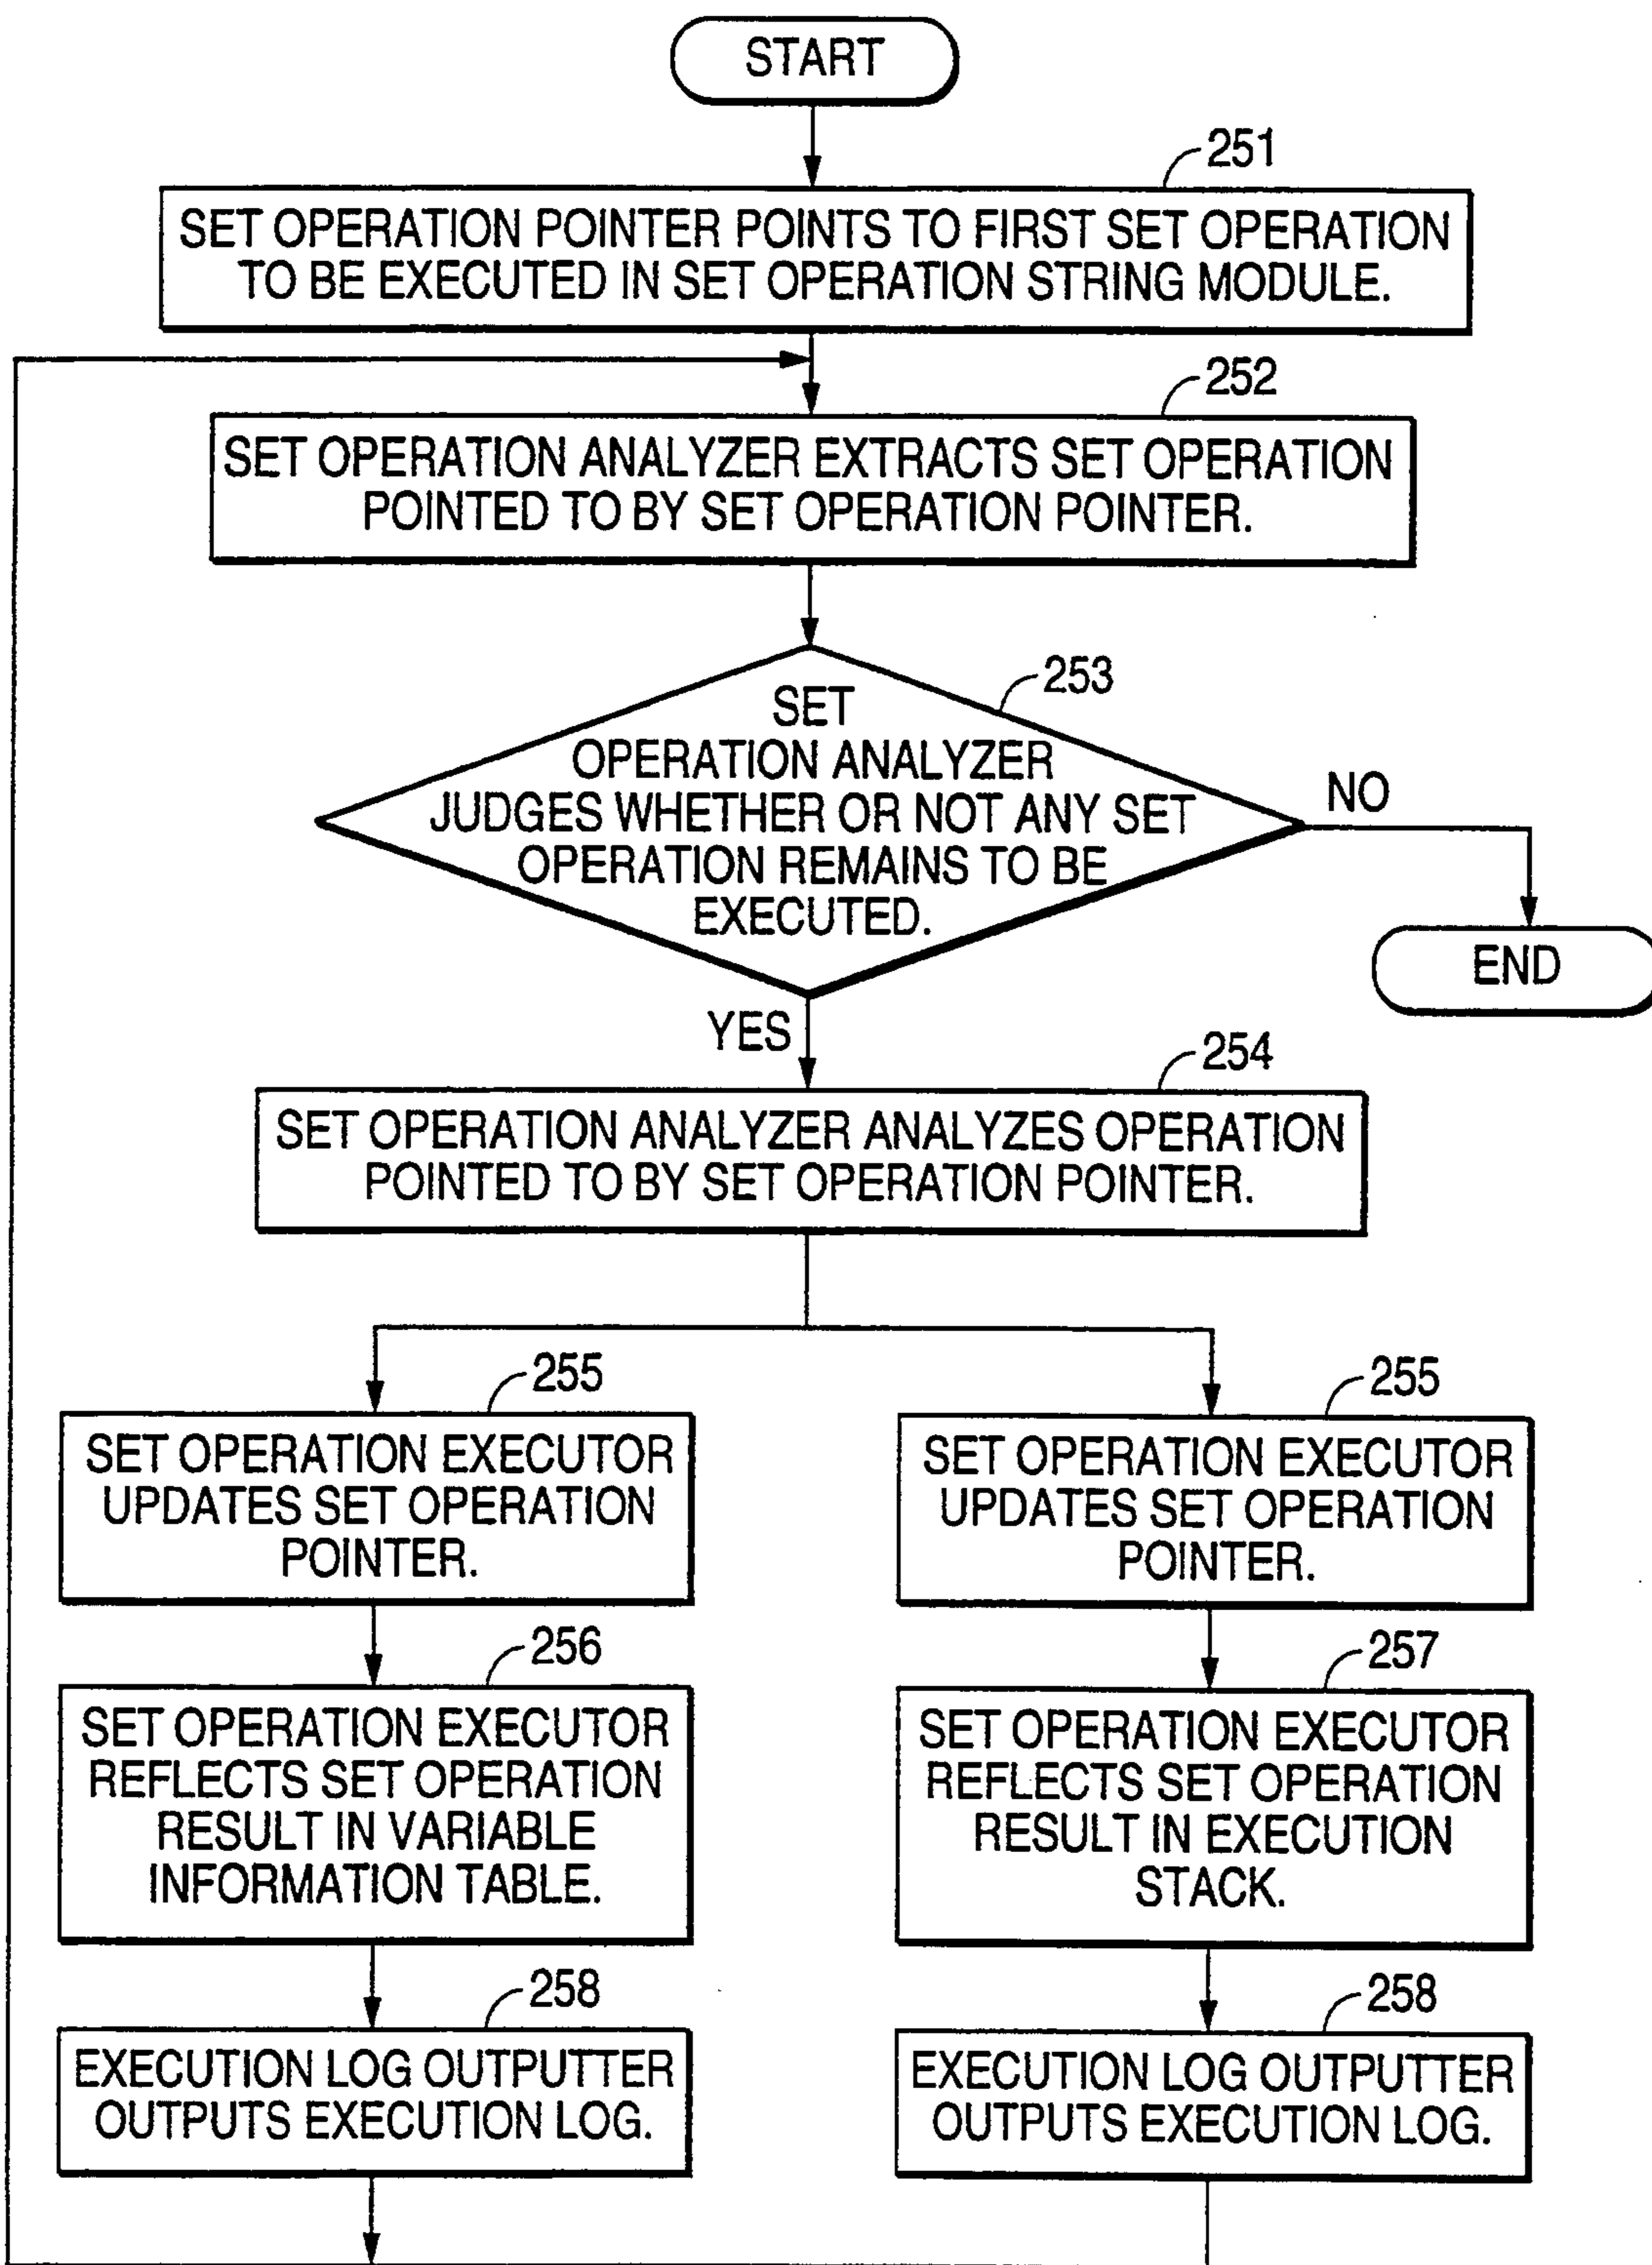 START
251
SET OPERATION POINTER POINTS TO FIRST SET OPERATION
TO BE EXECUTED IN SET OPERATION STRING MODULE.
252
SET OPERATION ANALYZER EXTRACTS SET OPERATION
POINTED TO BY SET OPERATION POINTER.
253
SET
OPERATION ANALYZER
JUDGES WHETHER OR NOT ANY SET
OPERATION REMAINS TO BE
EXECUTED.
NO
END
YES
254
SET OPERATION ANALYZER ANALYZES OPERATION
POINTED TO BY SET OPERATION POINTER.
255
SET OPERATION EXECUTOR
UPDATES SET OPERATION
POINTER.
255
SET OPERATION EXECUTOR
UPDATES SET OPERATION
POINTER.
256
SET OPERATION EXECUTOR
REFLECTS SET OPERATION
RESULT IN VARIABLE
INFORMATION TABLE.
257
SET OPERATION EXECUTOR
REFLECTS SET OPERATION
RESULT IN EXECUTION
STACK.
258
EXECUTION LOG OUTPUTTER
OUTPUTS EXECUTION LOG.
258
EXECUTION LOG OUTPUTTER
OUTPUTS EXECUTION LOG.